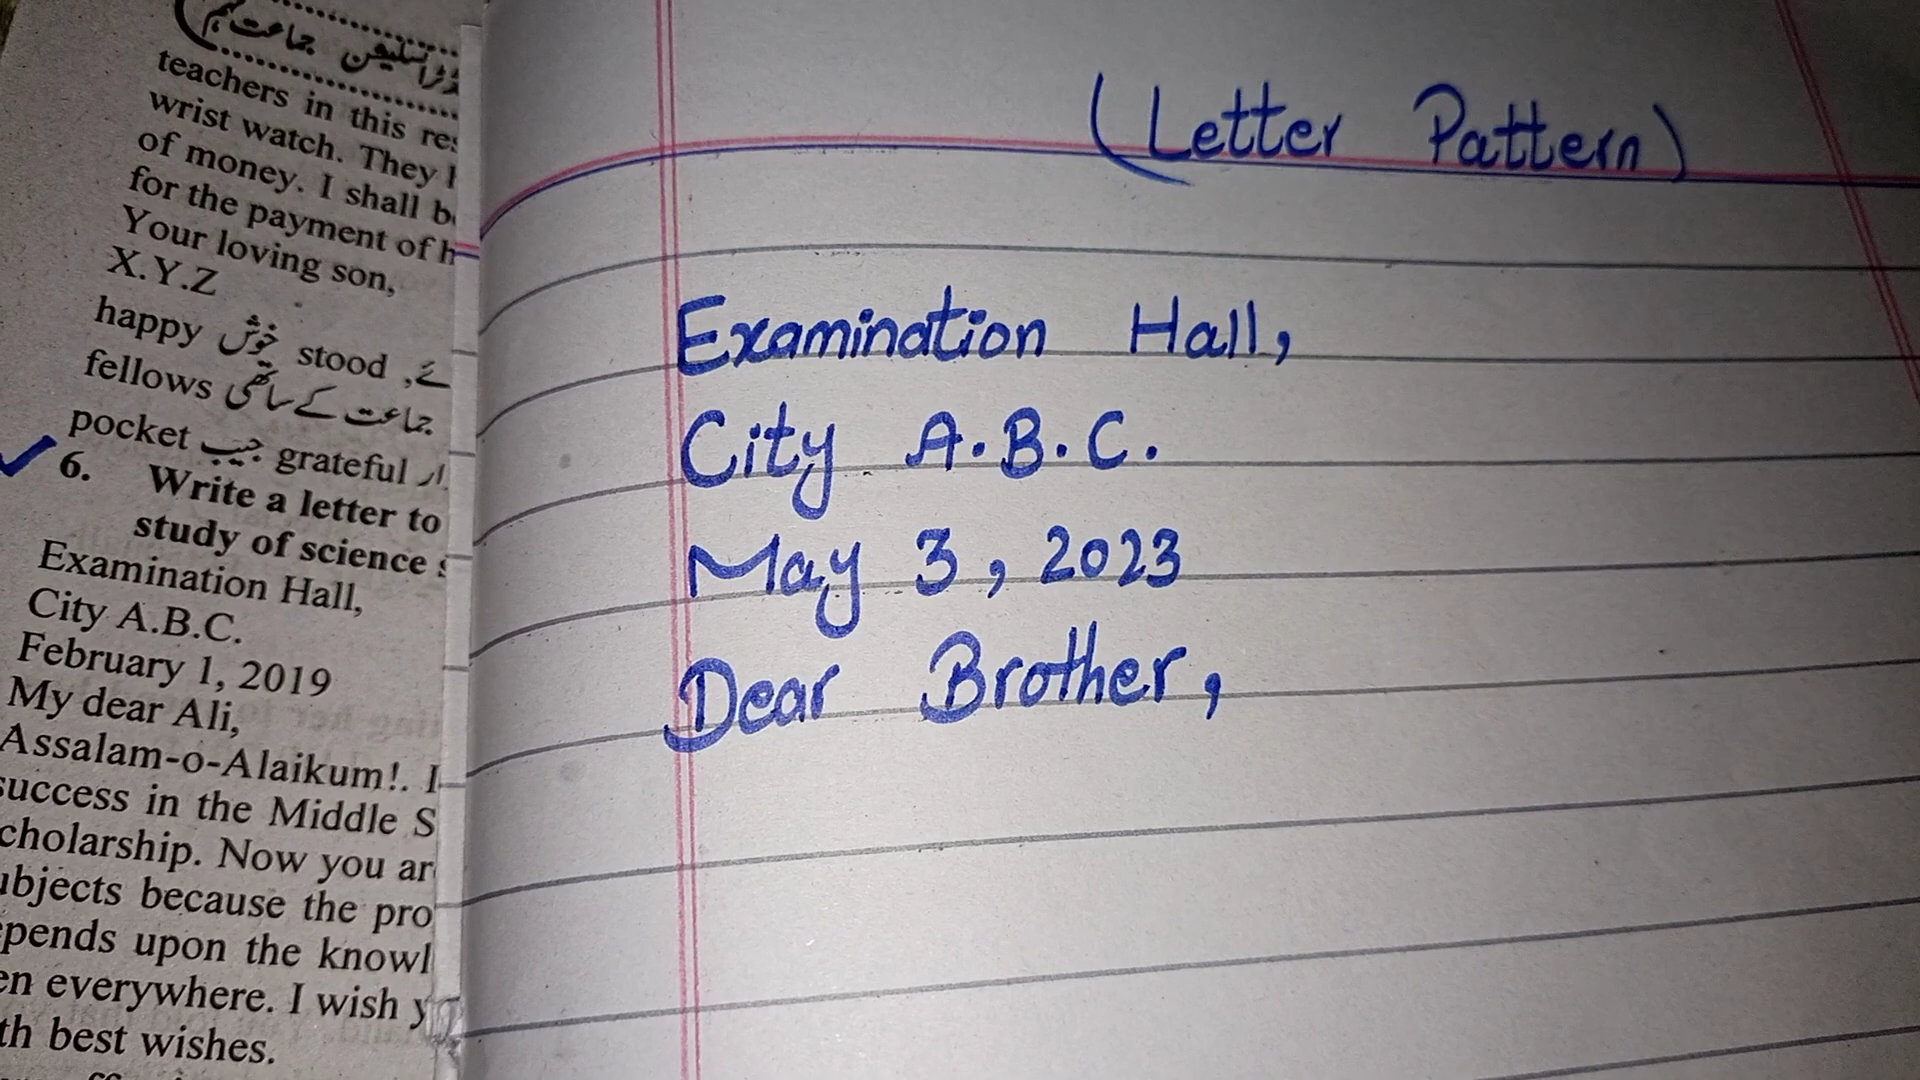 جماعت نہم
teachers in this
wrist watch. They
of money. I shall
for the payment of
Your loving son,
X.Y.Z
happy خوش stood
fellows جماعت کے ساتھی
pocket جیب grateful
6. Write a letter to
study of science
Examination Hall,
City A.B.C.
February 1, 2019
My dear Ali,
Assalam-o-Alaikum!. I
success in the Middle S
cholarship. Now you
ubjects because the pro
pends upon the knowl
en everywhere. I wish y
th best wishes.
(Letter Pattern)
Examination Hall,
City A.B.C.
May 3, 2023
Dear Brother,